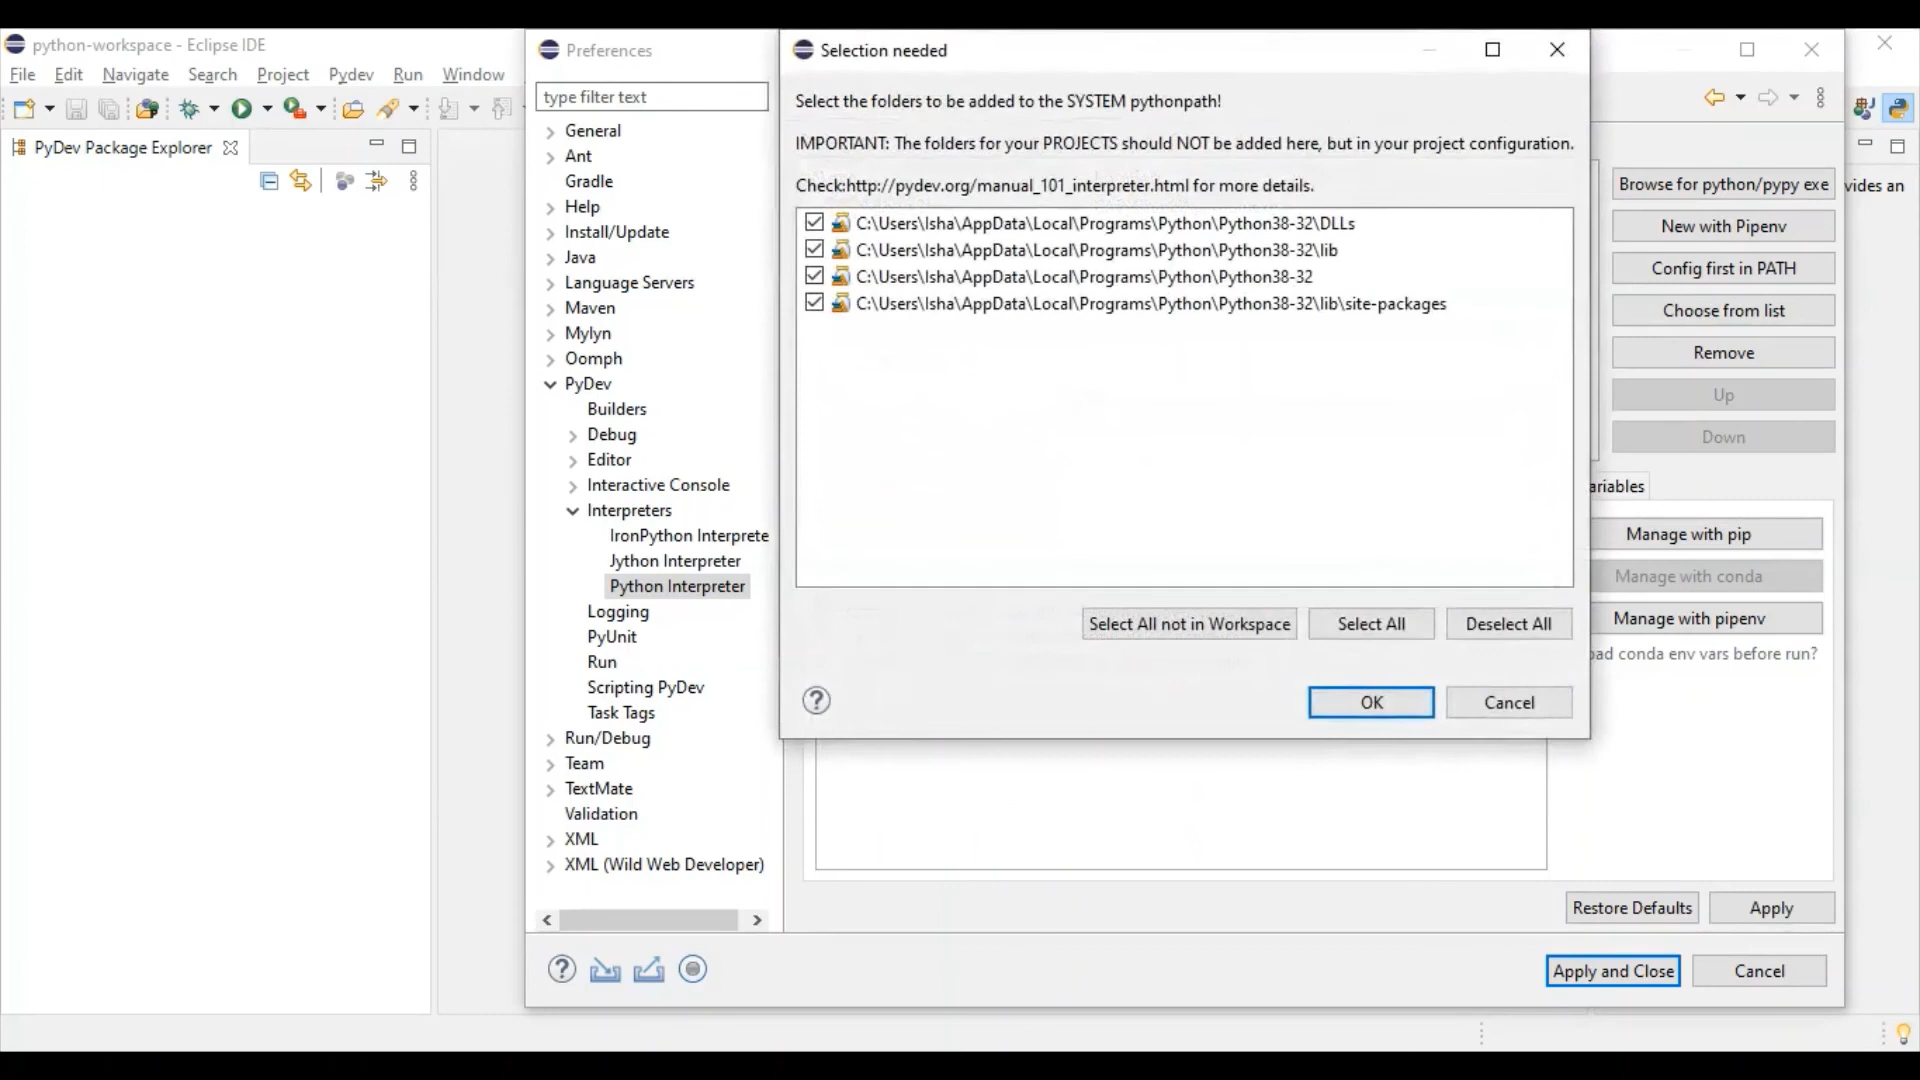 python-workspace - Eclipse IDE
File Edit Navigate Search Project Pydev Run Window
PyDev Package Explorer
Preferences
type filter text
General
Ant
Gradle
Help
Install/Update
Java
Language Servers
Maven
Mylyn
Oomph
PyDev
Builders
Debug
Editor
Interactive Console
Interpreters
IronPython Interprete
Jython Interpreter
Python Interpreter
Logging
PyUnit
Run
Scripting PyDev
Task Tags
Run/Debug
Team
TextMate
Validation
XML
XML (Wild Web Developer)
Selection needed
Select the folders to be added to the SYSTEM pythonpath!
IMPORTANT: The folders for your PROJECTS should NOT be added here, but in your project configuration.
Check:http://pydev.org/manual_101_interpreter.html for more details.
C:\Users\Isha\AppData\Local\Programs\Python\Python38-32\DLLs
C:\Users\Isha\AppData\Local\Programs\Python\Python38-32\lib
C:\Users\Isha\AppData\Local\Programs\Python\Python38-32
C:\Users\Isha\AppData\Local\Programs\Python\Python38-32\lib\site-packages
Select All not in Workspace Select All Deselect All
OK Cancel
vides an
Browse for python/pypy exe
New with Pipenv
Config first in PATH
Choose from list
Remove
Up
Down
ariables
Manage with pip
Manage with conda
Manage with pipenv
oad conda env vars before run?
Restore Defaults Apply
Apply and Close Cancel